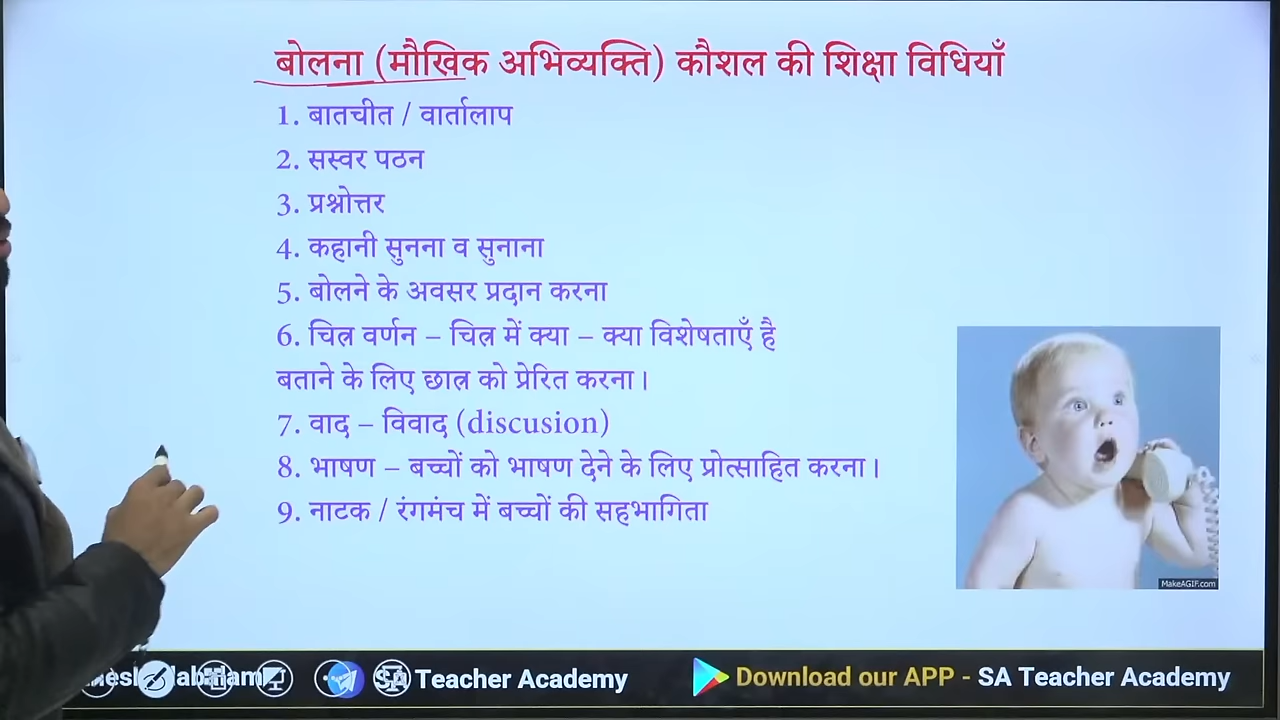 बोलना (मौखिक अभिव्यक्ति) कौशल की शिक्षा विधियाँ
1. बातचीत / वार्तालाप
2. सस्वर पठन
3. प्रश्नोत्तर
4. कहानी सुनना व सुनाना
5. बोलने के अवसर प्रदान करना
6. चित्र वर्णन – चित्र में क्या – क्या विशेषताएँ है
बताने के लिए छात्र को प्रेरित करना।
7. वाद – विवाद (discusion)
8. भाषण – बच्चों को भाषण देने के लिए प्रोत्साहित करना।
9. नाटक / रंगमंच में बच्चों की सहभागिता
MakeAGIF.com
SA Teacher Academy
Download our APP - SA Teacher Academy